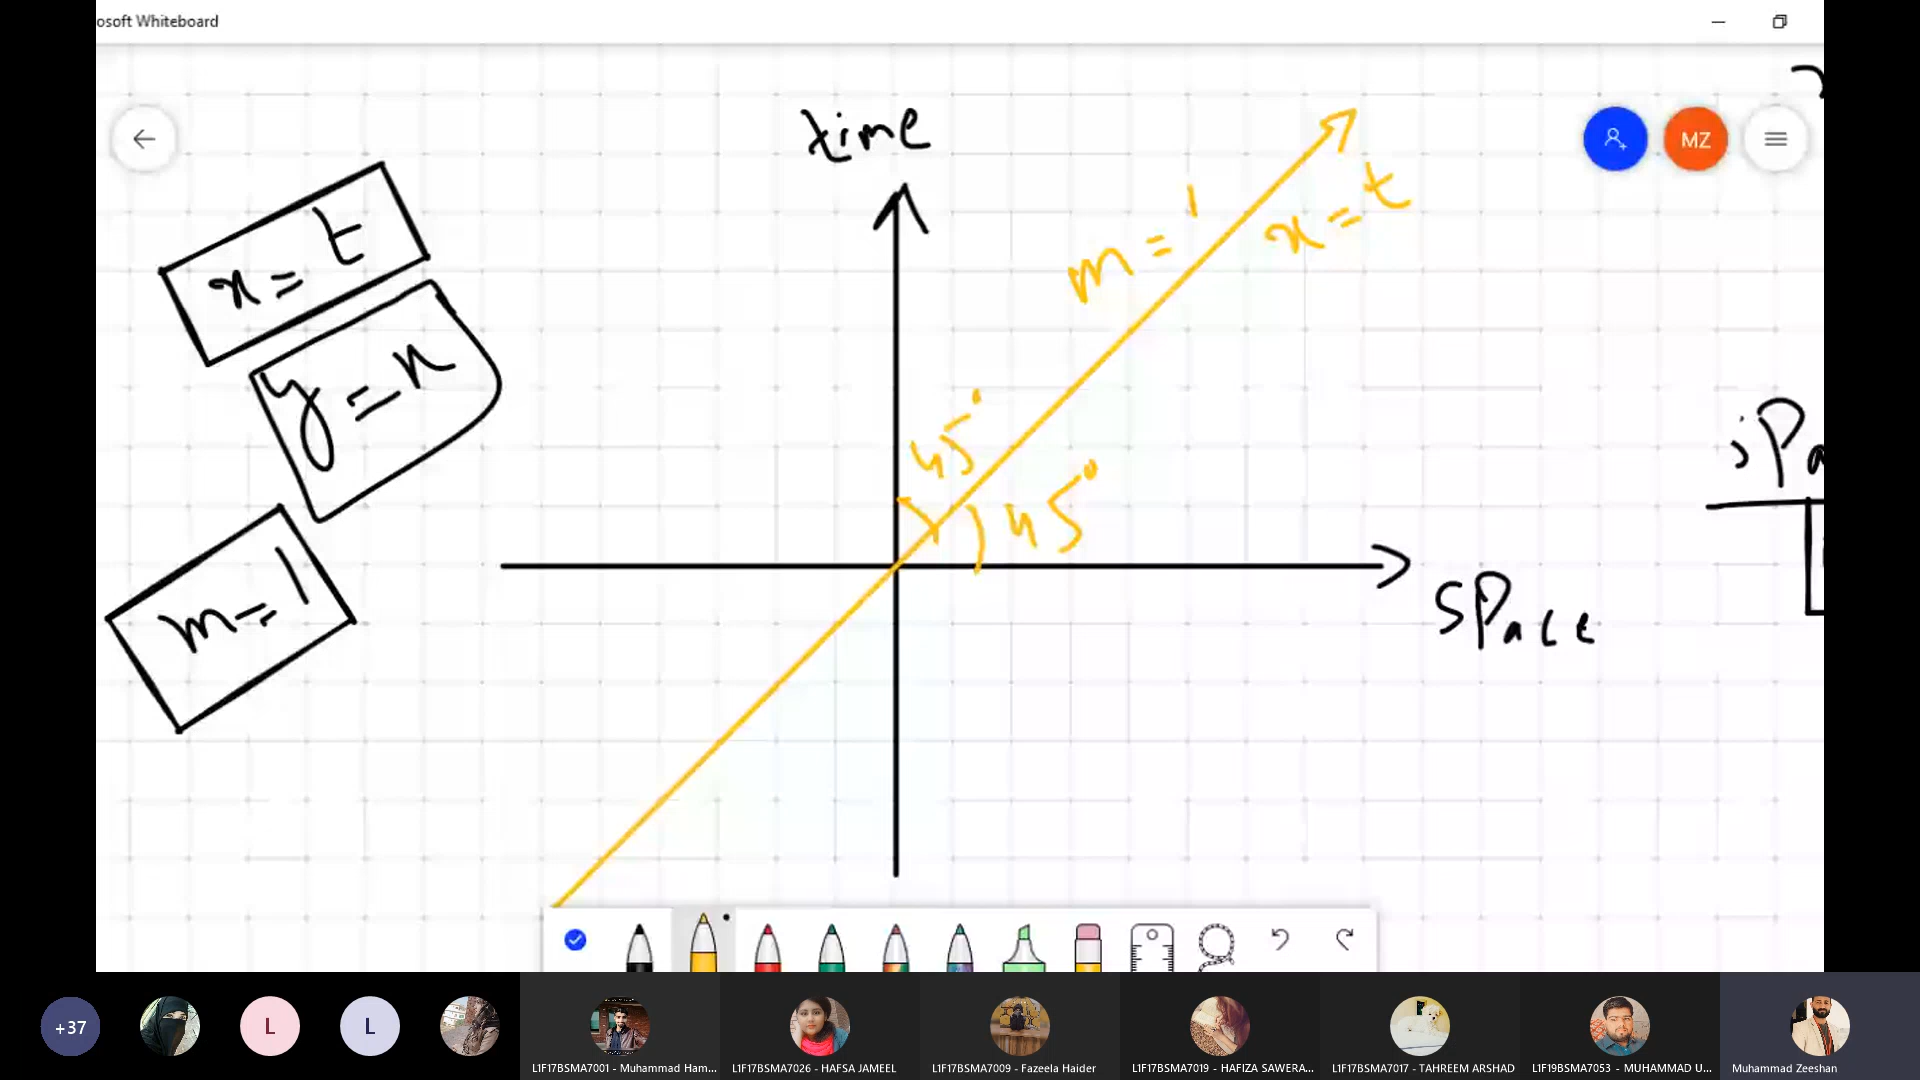 osoft Whiteboard
time
MZ
m = 1
x = t
x = t
y = x
m = 1
45°
45°
space
+37
L
L
L1F17BSMA7001 - Muhammad Ham...
L1F17BSMA7026 - HAFSA JAMEEL
L1F17BSMA7009 - Fazeela Haider
L1F17BSMA7019 - HAFIZA SAWERA...
L1F17BSMA7017 - TAHREEM ARSHAD
L1F19BSMA7053 - MUHAMMAD U...
Muhammad Zeeshan